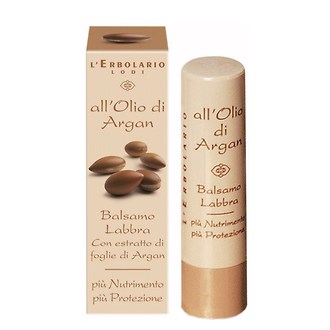 L'ERBOLARIO
LODI
all'Olio di
Argan
Balsamo
Labbra
Con estratto di
foglie di Argan
più Nutrimento
più Protezione
L'ERBOLARIO
all'Olio
di
Argan
Balsamo
Labbra
più Nutrimento
più Protezione